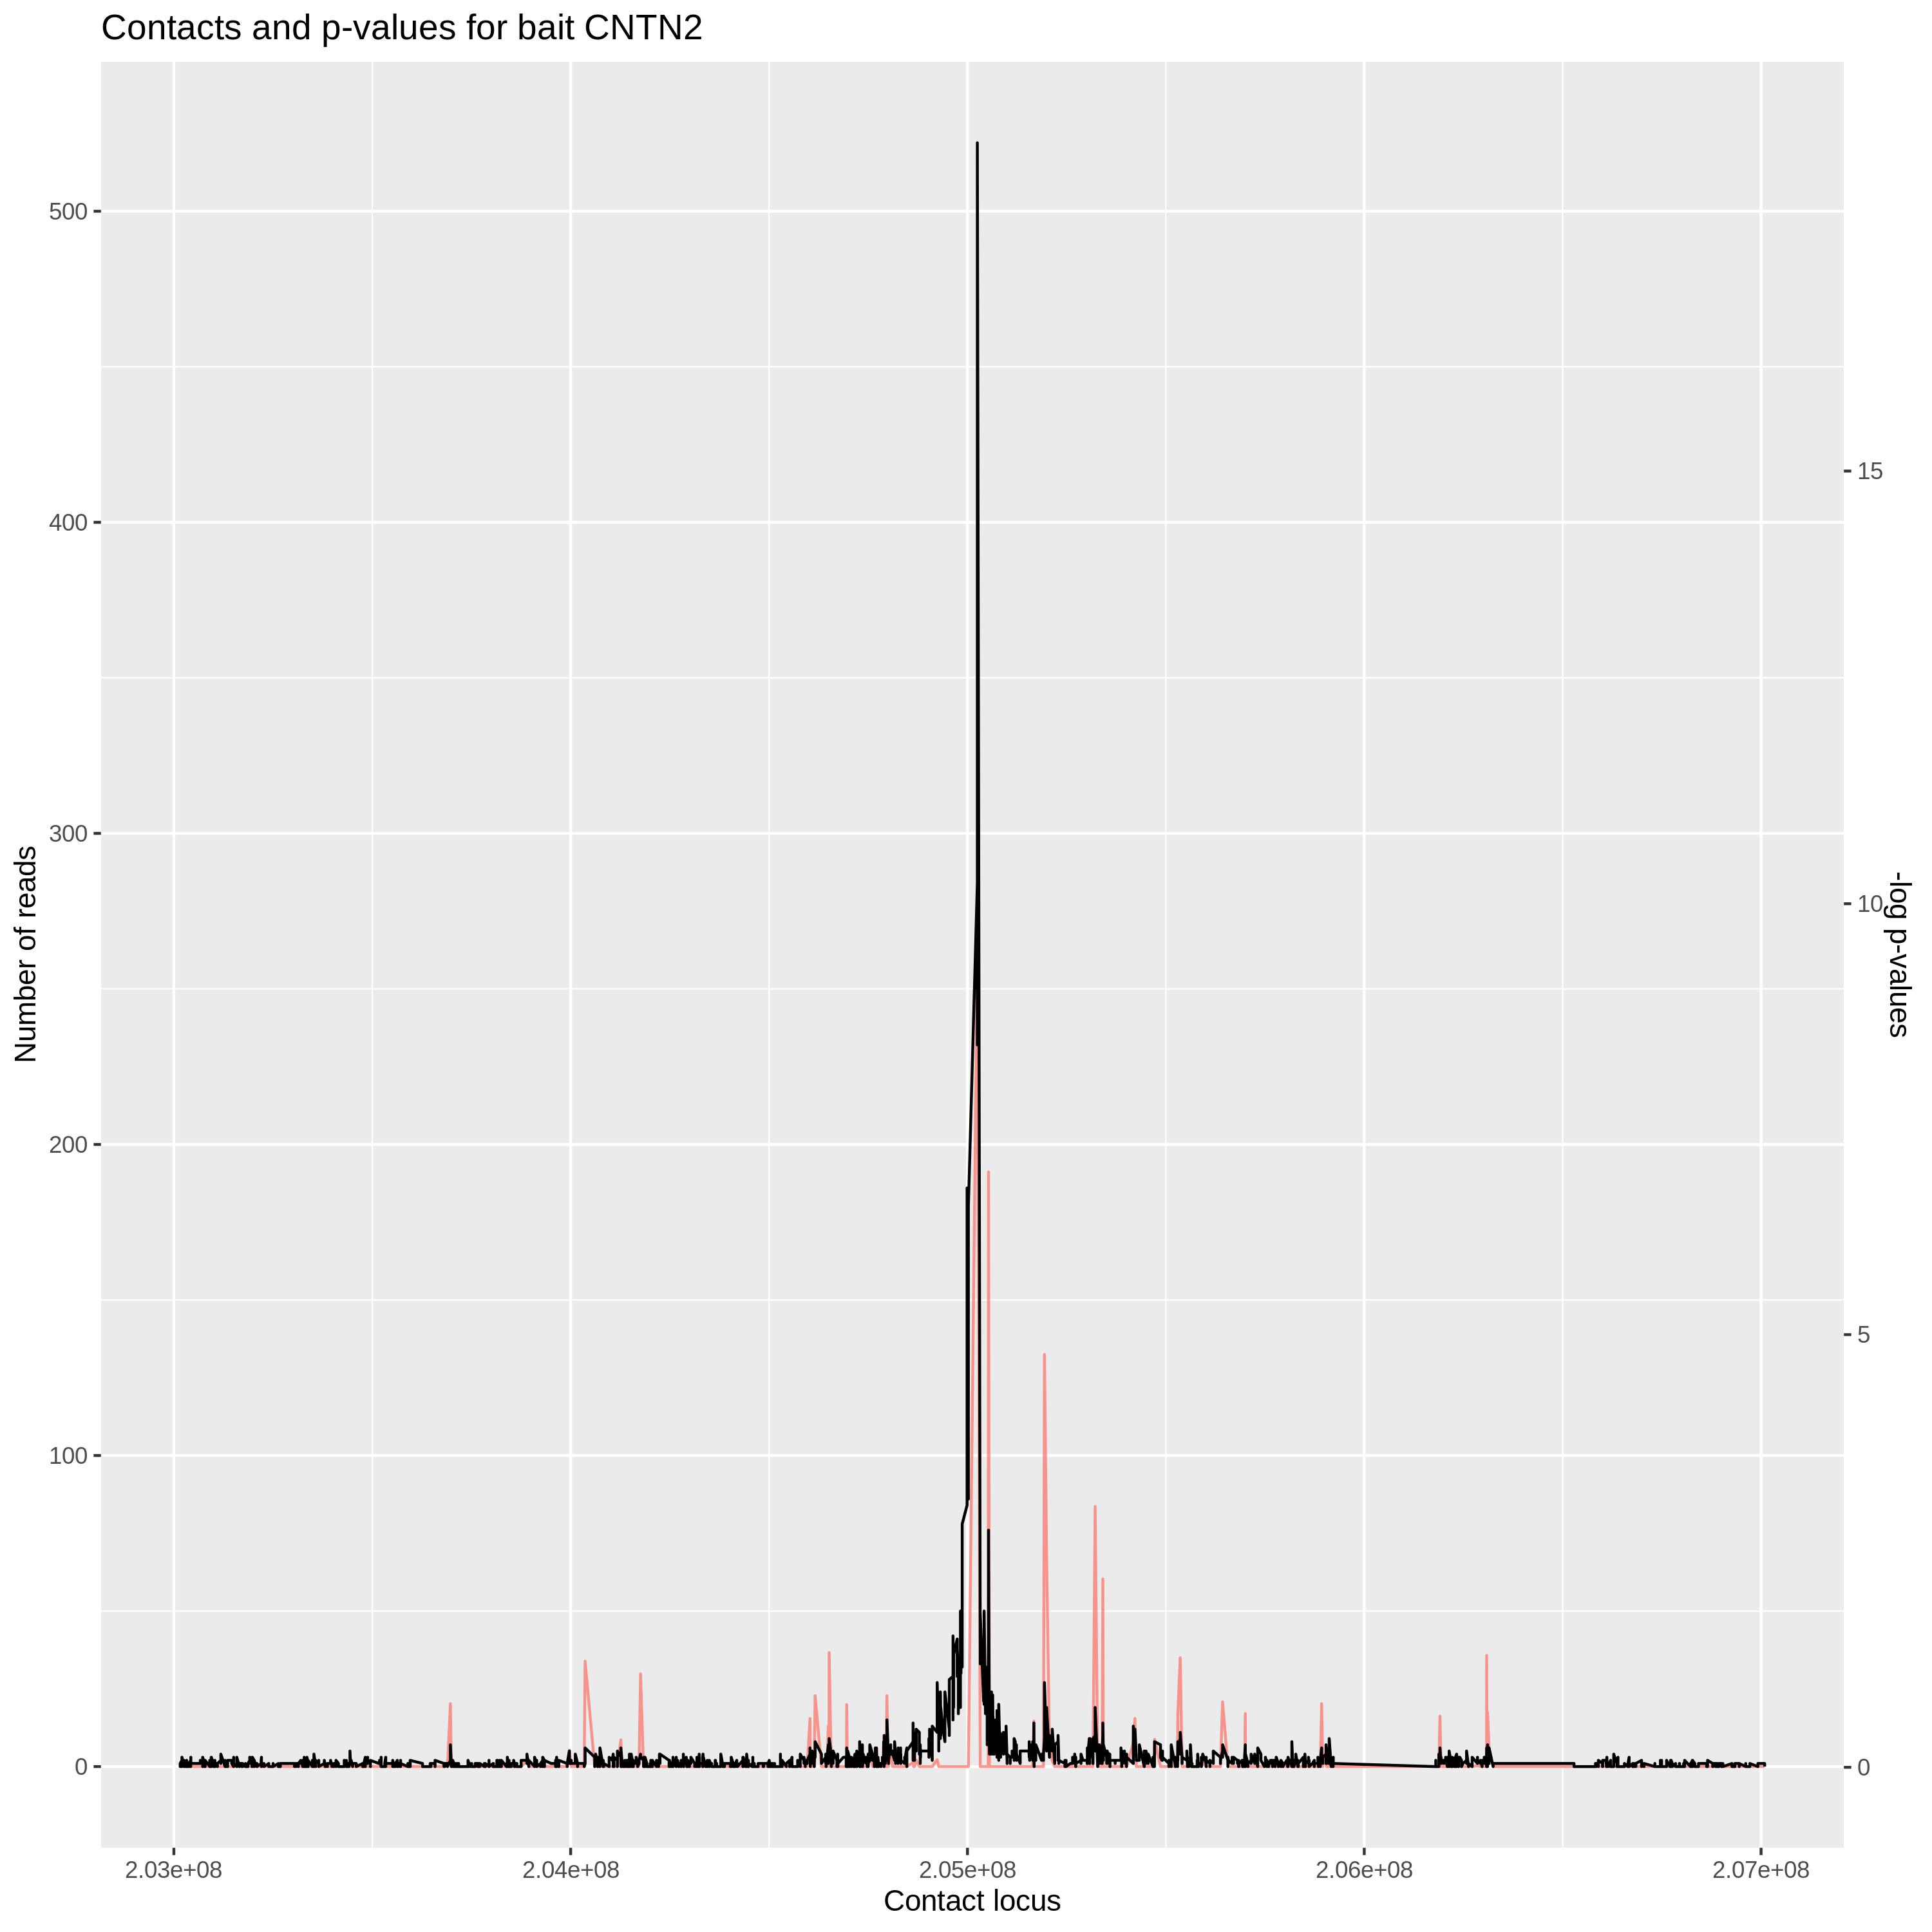 Contacts and p-values for bait CNTN2
500
400
300
200
100
0
Number of reads
15
10
5
0
-log p-values
2.03e+08
2.04e+08
2.05e+08
2.06e+08
2.07e+08
Contact locus